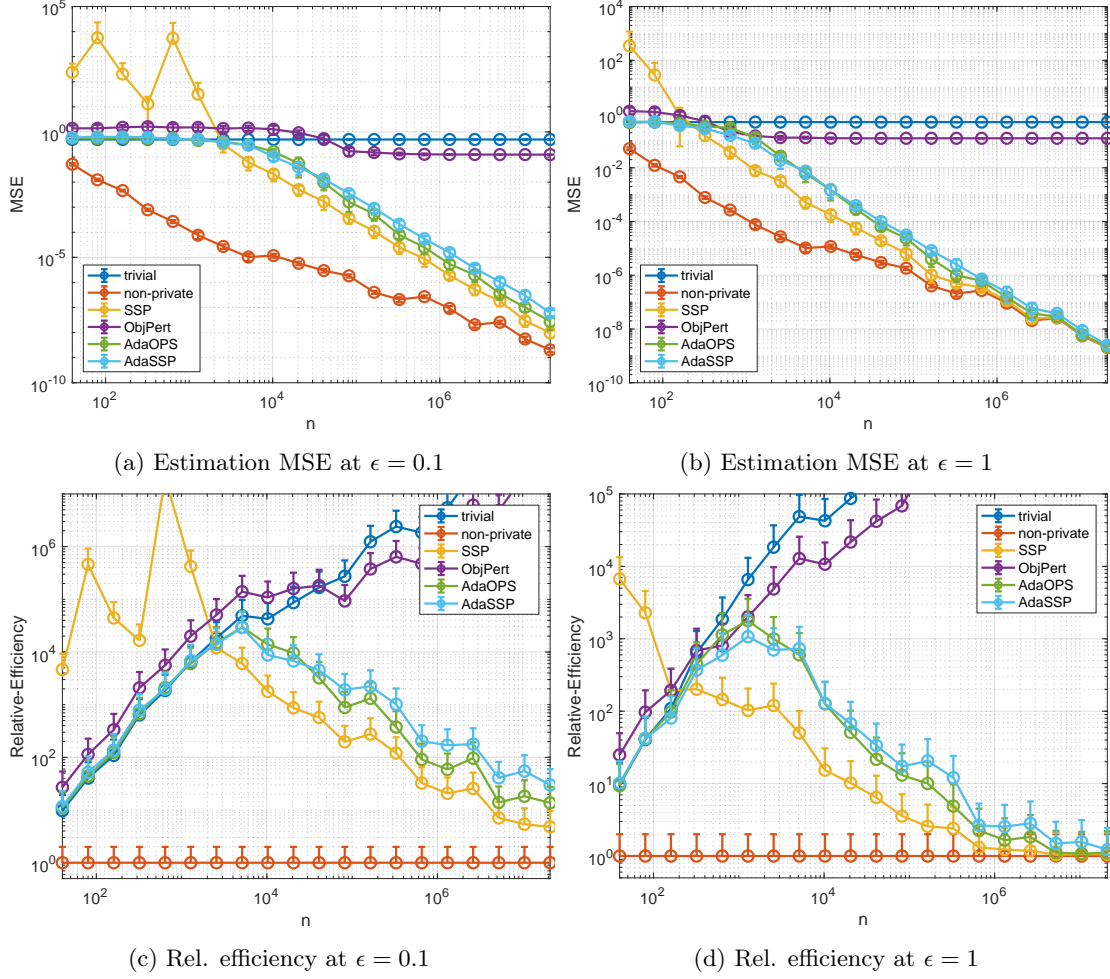 10^5
10^0
10^-5
10^-10
MSE
10^2
10^4
10^6
n
trivial
non-private
SSP
ObjPert
AdaOPS
AdaSSP
(a) Estimation MSE at ϵ = 0.1
10^4
10^2
10^0
10^-2
10^-4
10^-6
10^-8
10^-10
MSE
10^2
10^4
10^6
n
trivial
non-private
SSP
ObjPert
AdaOPS
AdaSSP
(b) Estimation MSE at ϵ = 1
10^6
10^4
10^2
10^0
Relative-Efficiency
10^2
10^4
10^6
n
trivial
non-private
SSP
ObjPert
AdaOPS
AdaSSP
(c) Rel. efficiency at ϵ = 0.1
10^5
10^4
10^3
10^2
10^1
10^0
Relative-Efficiency
10^2
10^4
10^6
n
trivial
non-private
SSP
ObjPert
AdaOPS
AdaSSP
(d) Rel. efficiency at ϵ = 1